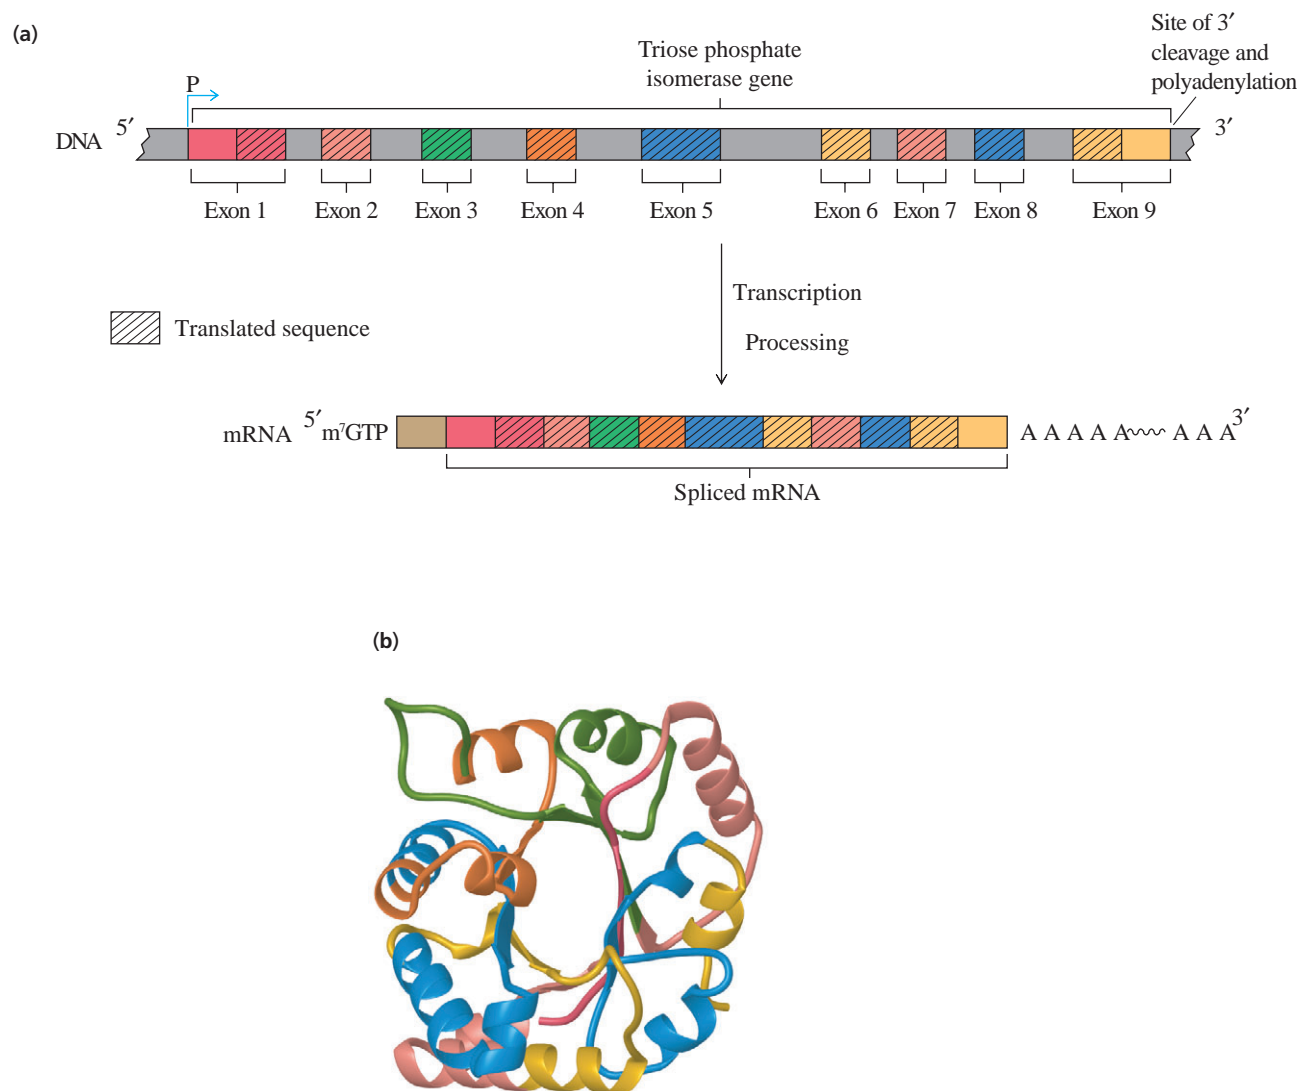 (a)
Triose phosphate
isomerase gene
Site of 3′
cleavage and
polyadenylation
P
DNA 5′ 3′
Exon 1 Exon 2 Exon 3 Exon 4 Exon 5 Exon 6 Exon 7 Exon 8 Exon 9
Transcription
Translated sequence
Processing
mRNA 5′ m⁷GTP A A A A A A A A 3′
Spliced mRNA
(b)